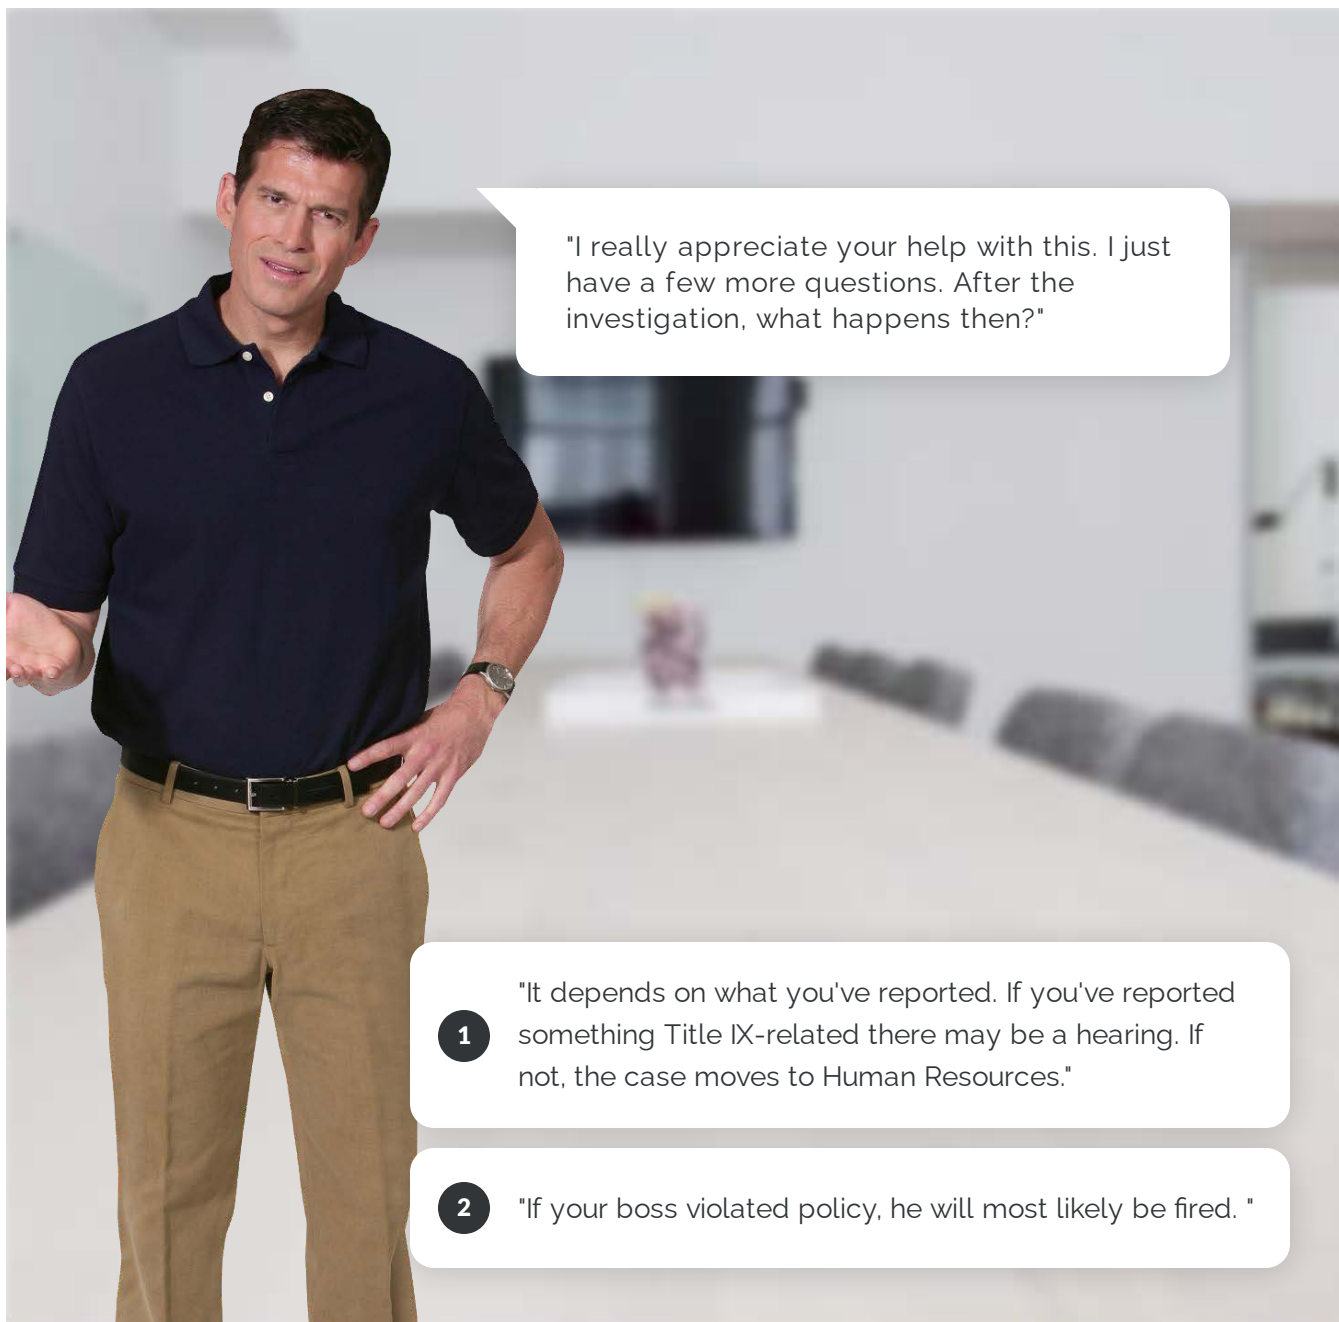 "I really appreciate your help with this. I just
have a few more questions. After the
investigation, what happens then?"
1
"It depends on what you've reported. If you've reported
something Title IX-related there may be a hearing. If
not, the case moves to Human Resources."
2
"If your boss violated policy, he will most likely be fired. "